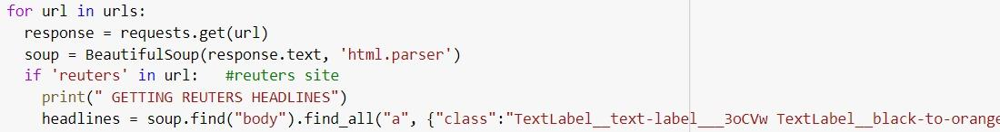 for url in urls:
  response = requests.get(url)
  soup = BeautifulSoup(response.text, 'html.parser')
  if 'reuters' in url:   #reuters site
    print(" GETTING REUTERS HEADLINES")
    headlines = soup.find("body").find_all("a", {"class":"TextLabel__text-label___3oCVw TextLabel__black-to-orange